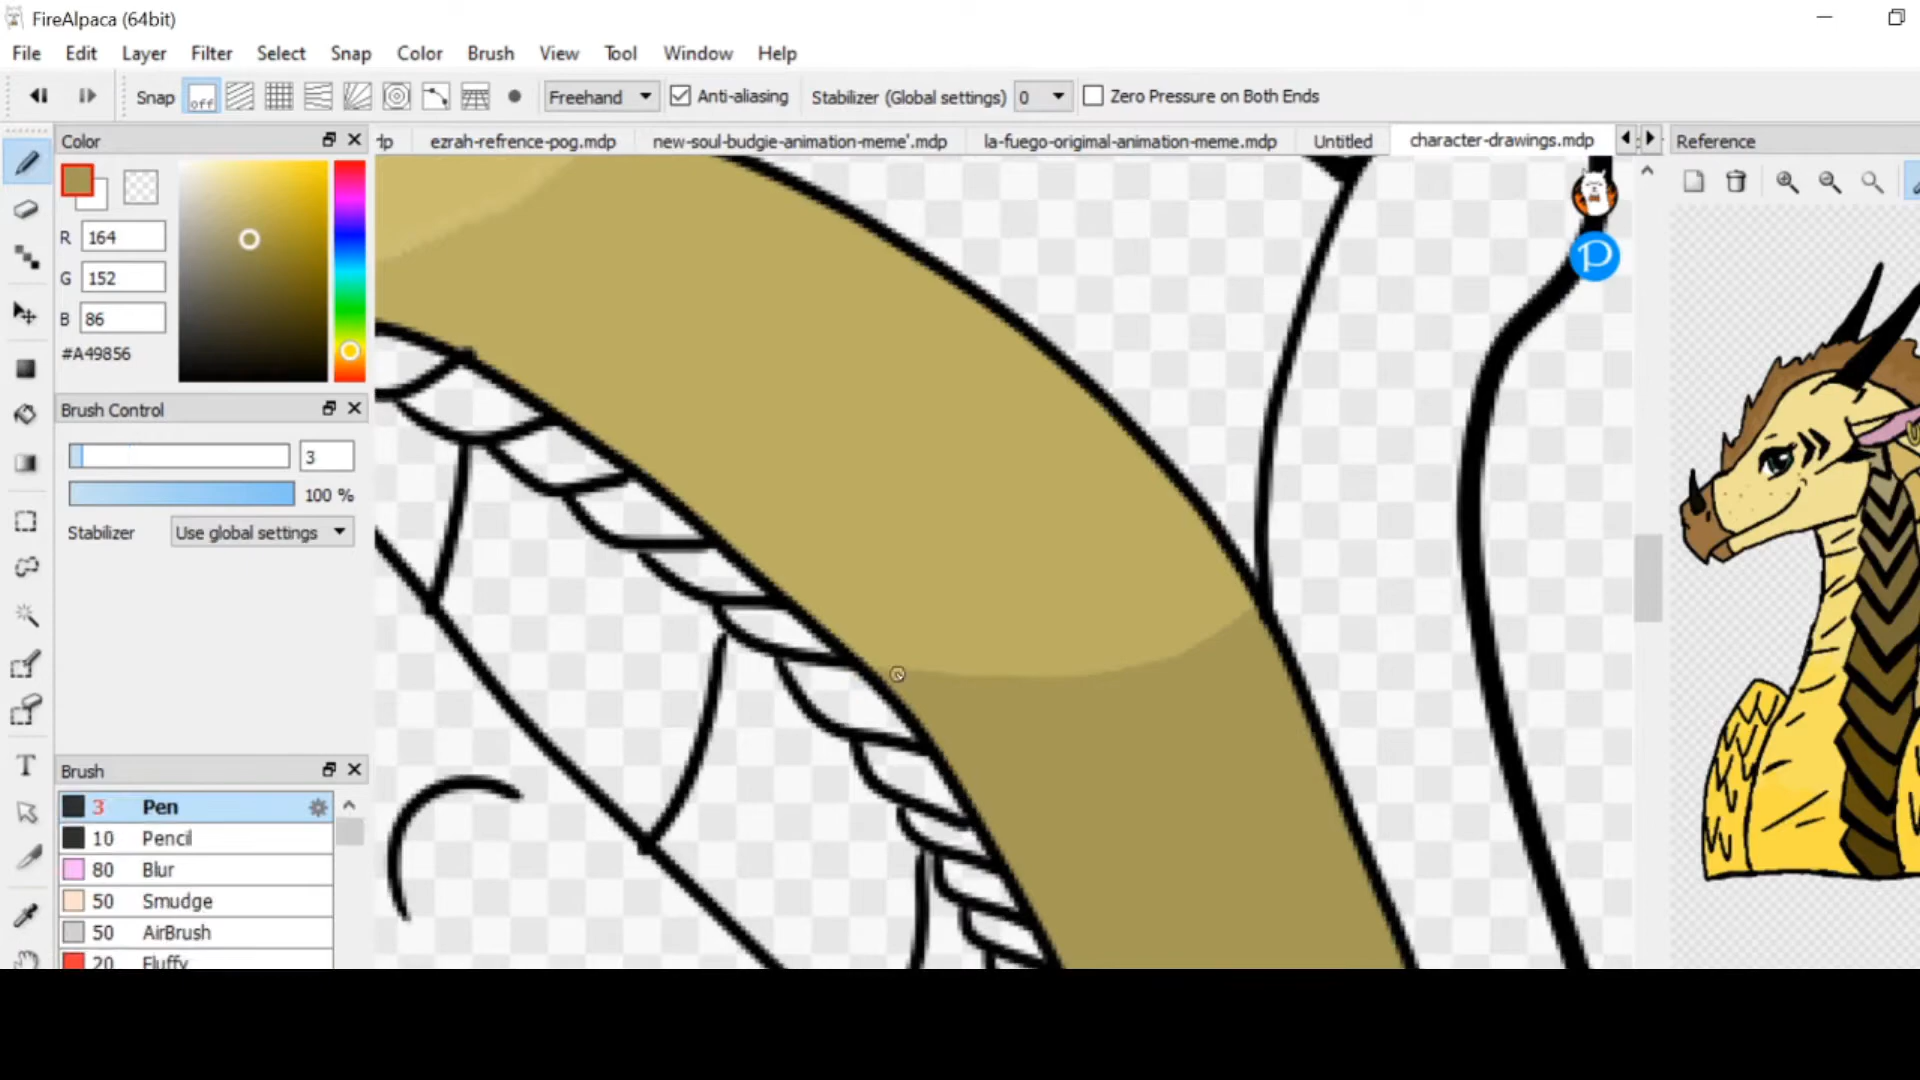 FireAlpaca (64bit)
File Edit Layer Filter Select Snap Color Brush View Tool Window Help
Snap off Freehand Anti-aliasing Stabilizer (Global settings) 0 Zero Pressure on Both Ends
Color ezrah-refrence-pog.mdp new-soul-budgie-animation-meme'.mdp la-fuego-origimal-animation-meme.mdp Untitled character-drawings.mdp Reference
R 164
G 152
B 86
#A49856
Brush Control
3
100 %
Stabilizer Use global settings
Brush
3 Pen
10 Pencil
80 Blur
50 Smudge
50 AirBrush
20 Fluffy
T
P